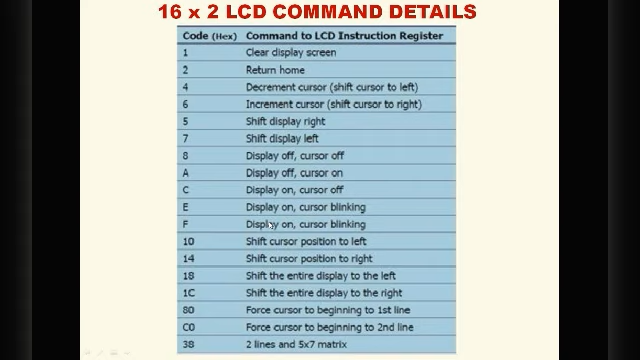 16 x 2 LCD COMMAND DETAILS
Code (Hex) Command to LCD Instruction Register
1 Clear display screen
2 Return home
4 Decrement cursor (shift cursor to left)
6 Increment cursor (shift cursor to right)
5 Shift display right
7 Shift display left
8 Display off, cursor off
A Display off, cursor on
C Display on, cursor off
E Display on, cursor blinking
F Display on, cursor blinking
10 Shift cursor position to left
14 Shift cursor position to right
18 Shift the entire display to the left
1C Shift the entire display to the right
80 Force cursor to beginning to 1st line
C0 Force cursor to beginning to 2nd line
38 2 lines and 5x7 matrix